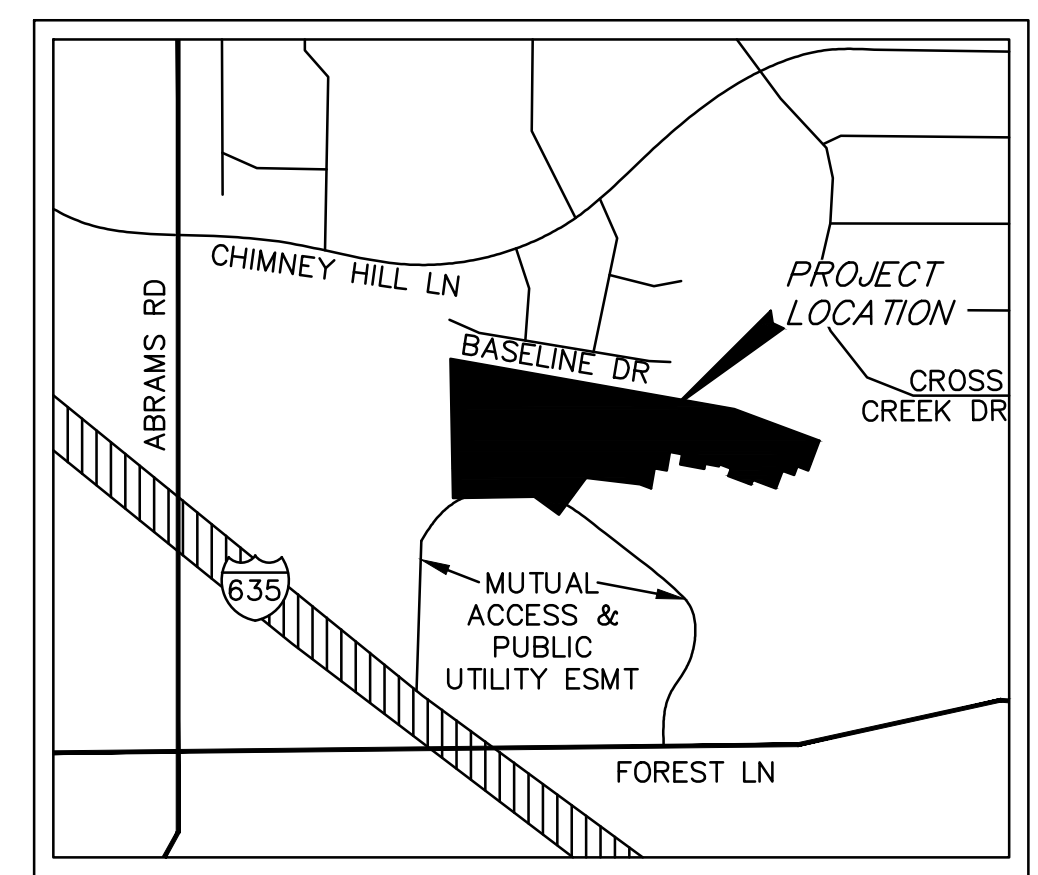 CHIMNEY HILL LN
PROJECT
LOCATION
ABRAMS RD
BASELINE DR
CROSS
CREEK DR
635
MUTUAL
ACCESS &
PUBLIC
UTILITY ESMT
FOREST LN